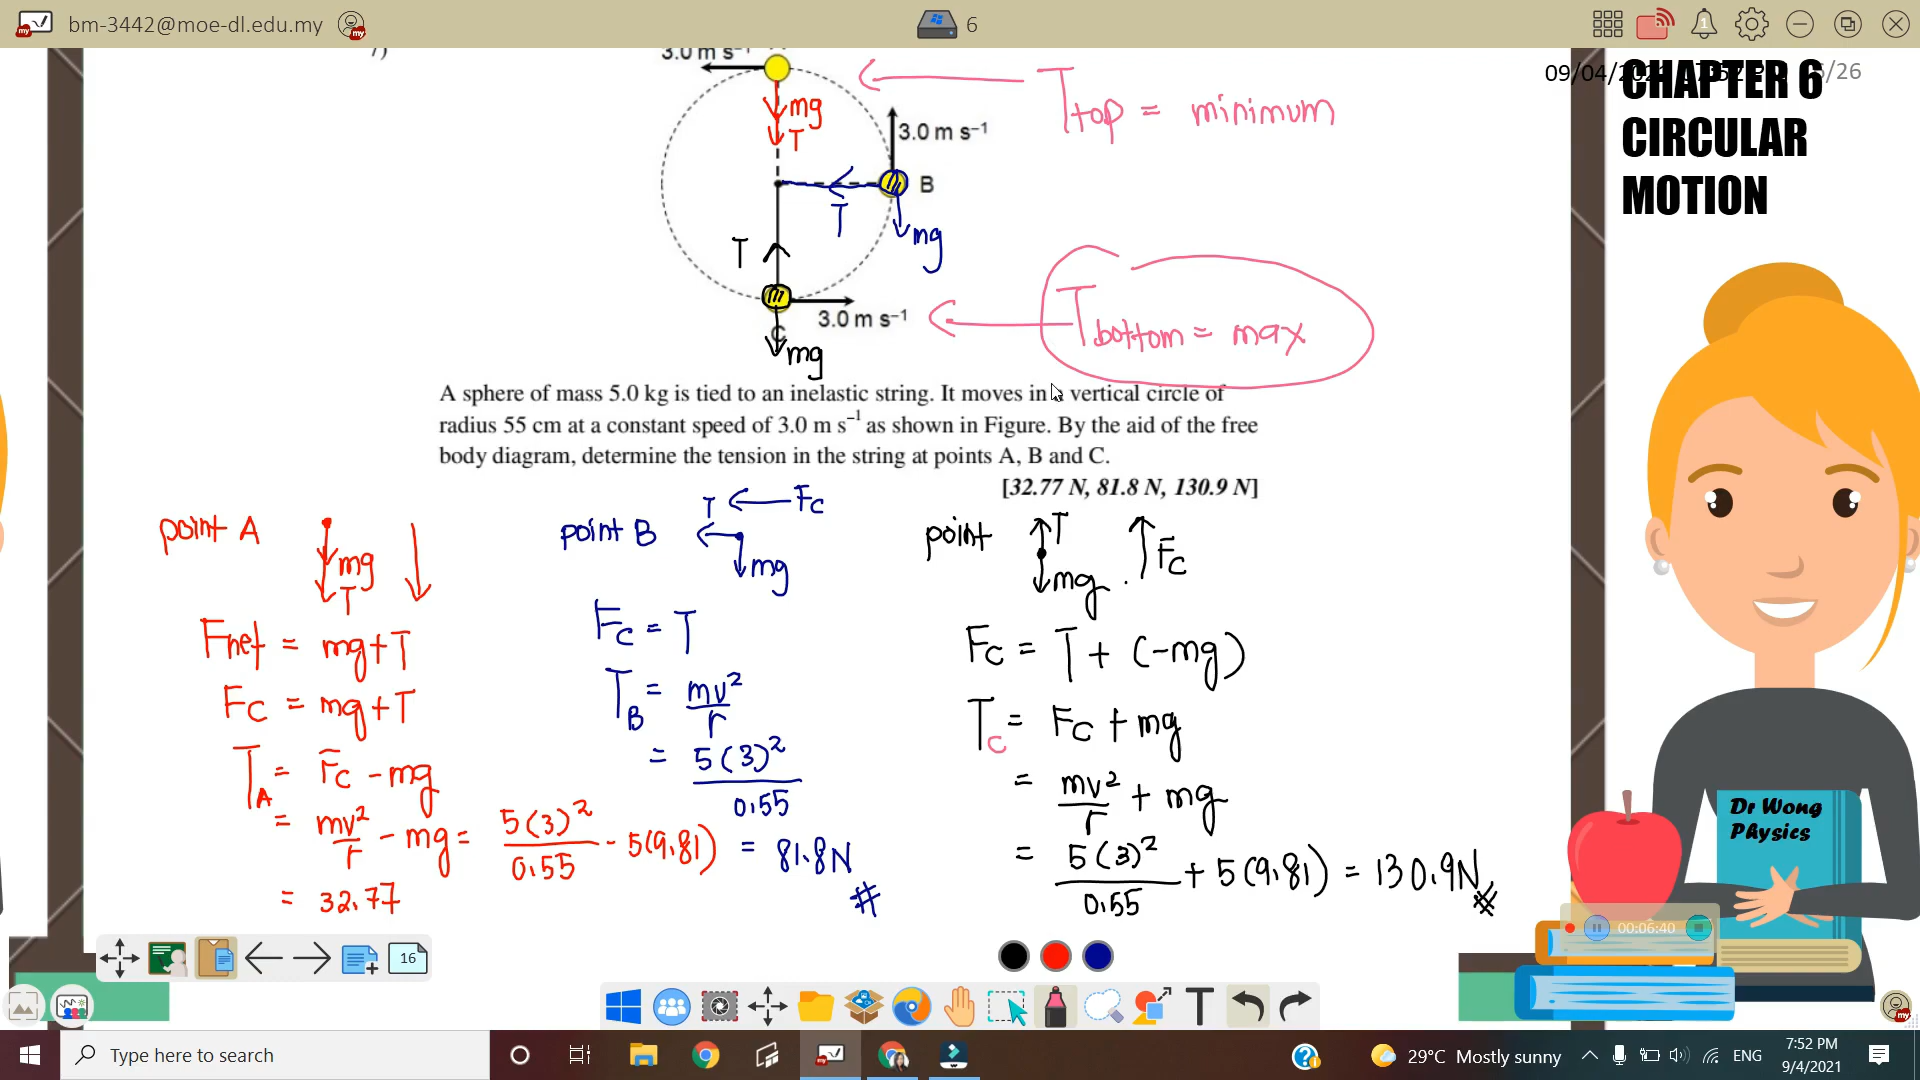 bm-3442@moe-dl.edu.my
6
7)
3.0 m s⁻¹
mg
T
T_top = minimum
3.0 m s⁻¹
B
T
mg
T
T_bottom = max
3.0 m s⁻¹
C
mg
A sphere of mass 5.0 kg is tied to an inelastic string. It moves in a vertical circle of
radius 55 cm at a constant speed of 3.0 m s⁻¹ as shown in Figure. By the aid of the free
body diagram, determine the tension in the string at points A, B and C.
[32.77 N, 81.8 N, 130.9 N]
point A
mg
T
Fnet = mg+T
Fc = mg+T
T_A = Fc - mg
= mv²/r - mg = 5(3)²/0.55 - 5(9.81)
= 32.77
T
Fc
point B
mg
Fc = T
T_B = mv²/r
= 5(3)²/0.55
= 81.8N #
point
T
mg
Fc
Fc = T + (-mg)
T_c = Fc + mg
= mv²/r + mg
= 5(3)²/0.55 + 5(9.81) = 130.9N #
09/04/202
/26
CHAPTER 6
CIRCULAR
MOTION
Dr Wong
Physics
00:06:40
16
T
Type here to search
29°C Mostly sunny
ENG
7:52 PM
9/4/2021